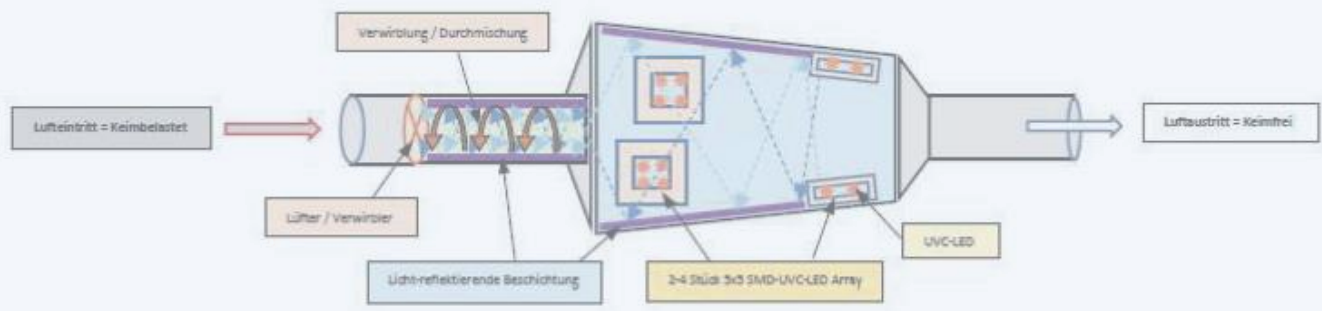 Verwirblung / Durchmischung
Lufteintritt = Keimbelastet
Luftaustritt = Keimfrei
Lüfter / Verwirbler
UVC-LED
Licht-reflektierende Beschichtung
2-4 Stück 5x5 SMD-UVC-LED Array